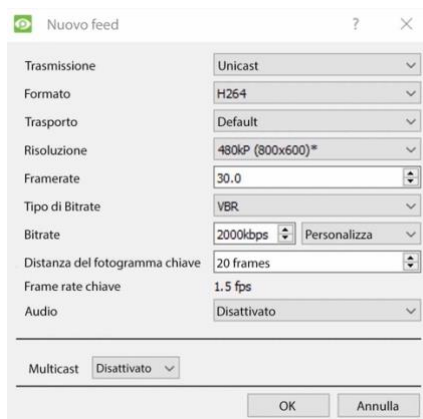 Nuovo feed ? ×
Trasmissione Unicast
Formato H264
Trasporto Default
Risoluzione 480kP (800x600)*
Framerate 30.0
Tipo di Bitrate VBR
Bitrate 2000kbps Personalizza
Distanza del fotogramma chiave 20 frames
Frame rate chiave 1.5 fps
Audio Disattivato
Multicast Disattivato
OK Annulla